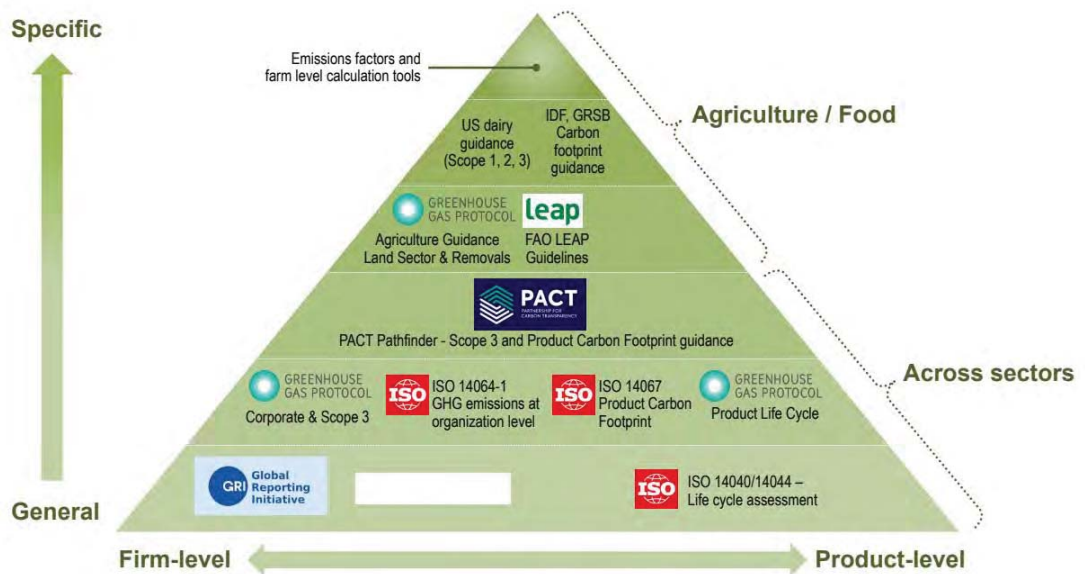 Specific
Emissions factors and
farm level calculation tools
Agriculture / Food
US dairy
guidance
(Scope 1, 2, 3)
IDF, GRSB
Carbon
footprint
guidance
GREENHOUSE
GAS PROTOCOL
Agriculture Guidance
Land Sector & Removals
leap
FAO LEAP
Guidelines
PACT
PARTNERSHIP FOR
CARBON TRANSPARENCY
PACT Pathfinder - Scope 3 and Product Carbon Footprint guidance
Across sectors
GREENHOUSE
GAS PROTOCOL
Corporate & Scope 3
ISO
ISO 14064-1
GHG emissions at
organization level
ISO
ISO 14067
Product Carbon
Footprint
GREENHOUSE
GAS PROTOCOL
Product Life Cycle
GRI
Global
Reporting
Initiative
ISO
ISO 14040/14044 –
Life cycle assessment
General
Firm-level
Product-level